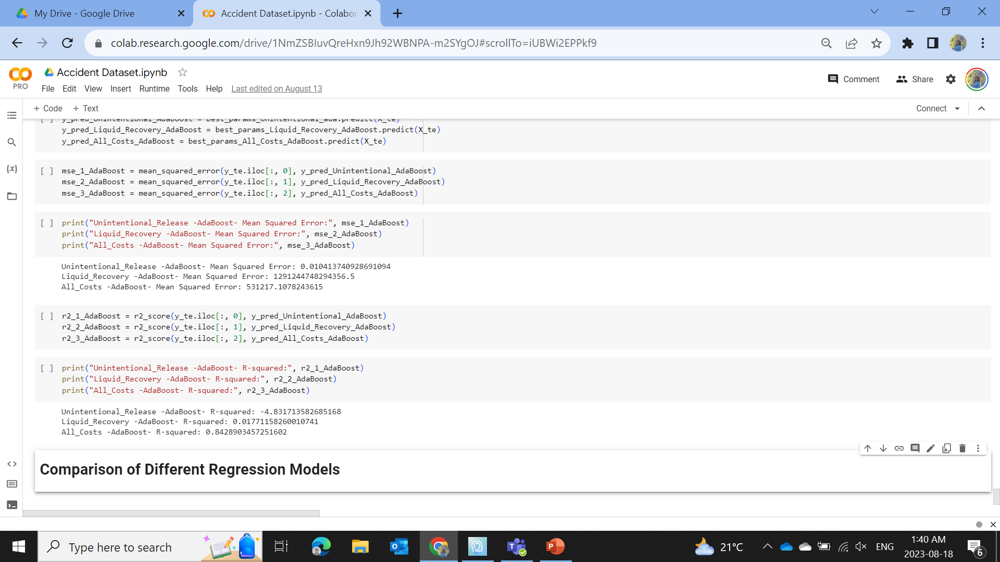 My Drive - Google Drive
Accident Dataset.ipynb - Colabor
colab.research.google.com/drive/1NmZSBIuvQreHxn9Jh92WBNPA-m2SYgOJ#scrollTo=iUBWi2EPPkf9
PRO
Accident Dataset.ipynb
File Edit View Insert Runtime Tools Help Last edited on August 13
Comment Share
+ Code + Text
Connect
[ ] y_pred_Unintentional_AdaBoost = best_params_Unintentional_ada.predict(X_te)
y_pred_Liquid_Recovery_AdaBoost = best_params_Liquid_Recovery_AdaBoost.predict(X_te)
y_pred_All_Costs_AdaBoost = best_params_All_Costs_AdaBoost.predict(X_te)
[ ] mse_1_AdaBoost = mean_squared_error(y_te.iloc[:, 0], y_pred_Unintentional_AdaBoost)
mse_2_AdaBoost = mean_squared_error(y_te.iloc[:, 1], y_pred_Liquid_Recovery_AdaBoost)
mse_3_AdaBoost = mean_squared_error(y_te.iloc[:, 2], y_pred_All_Costs_AdaBoost)
[ ] print("Unintentional_Release -AdaBoost- Mean Squared Error:", mse_1_AdaBoost)
print("Liquid_Recovery -AdaBoost- Mean Squared Error:", mse_2_AdaBoost)
print("All_Costs -AdaBoost- Mean Squared Error:", mse_3_AdaBoost)
Unintentional_Release -AdaBoost- Mean Squared Error: 0.010413740928691094
Liquid_Recovery -AdaBoost- Mean Squared Error: 1291244748294356.5
All_Costs -AdaBoost- Mean Squared Error: 531217.1078243615
[ ] r2_1_AdaBoost = r2_score(y_te.iloc[:, 0], y_pred_Unintentional_AdaBoost)
r2_2_AdaBoost = r2_score(y_te.iloc[:, 1], y_pred_Liquid_Recovery_AdaBoost)
r2_3_AdaBoost = r2_score(y_te.iloc[:, 2], y_pred_All_Costs_AdaBoost)
[ ] print("Unintentional_Release -AdaBoost- R-squared:", r2_1_AdaBoost)
print("Liquid_Recovery -AdaBoost- R-squared:", r2_2_AdaBoost)
print("All_Costs -AdaBoost- R-squared:", r2_3_AdaBoost)
Unintentional_Release -AdaBoost- R-squared: -4.831713582685168
Liquid_Recovery -AdaBoost- R-squared: 0.01771158260010741
All_Costs -AdaBoost- R-squared: 0.8428903457251602
Comparison of Different Regression Models
Type here to search
21°C
ENG
1:40 AM
2023-08-18
6